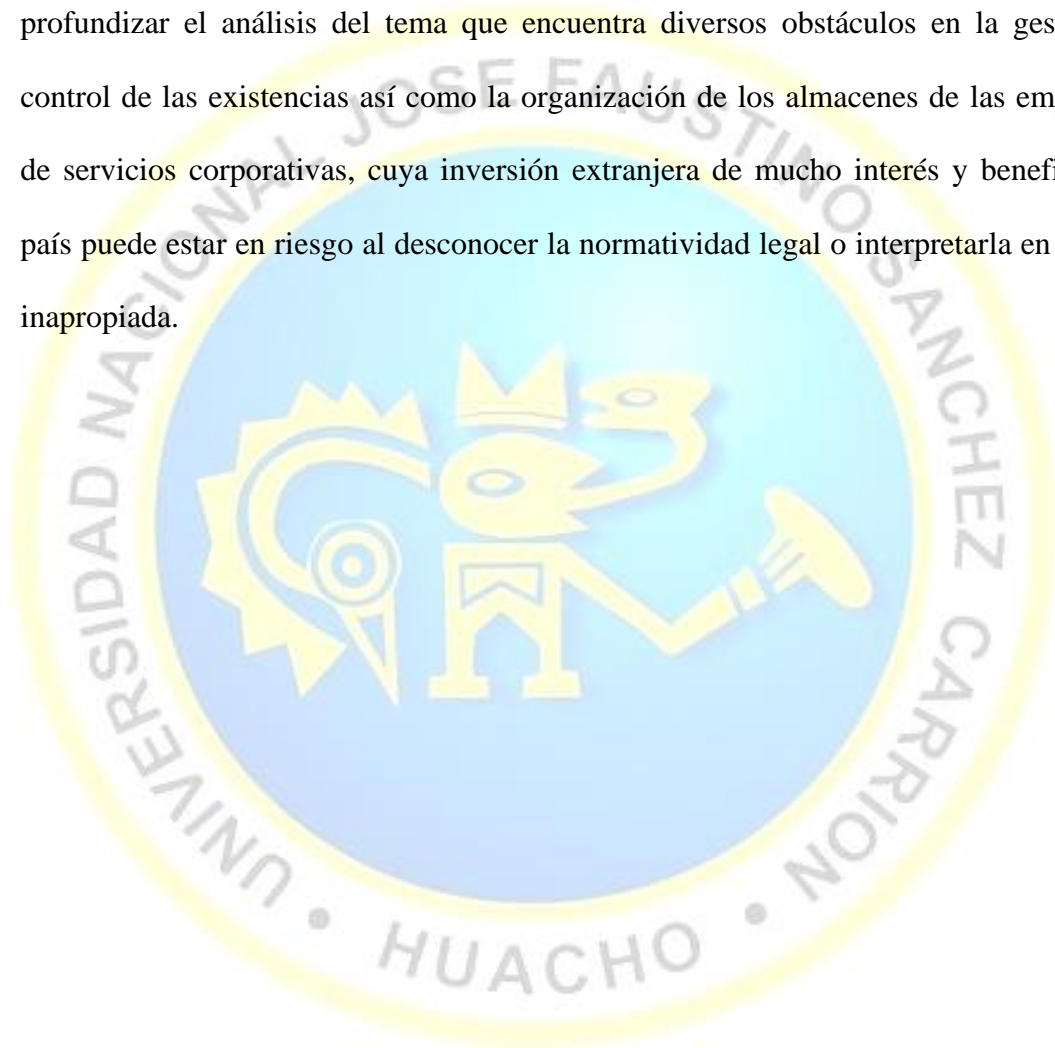 profundizar el análisis del tema que encuentra diversos obstáculos en la ges
control de las existencias así como la organización de los almacenes de las em
de servicios corporativas, cuya inversión extranjera de mucho interés y benefi
país puede estar en riesgo al desconocer la normatividad legal o interpretarla en
inapropiada.
UNIVERSIDAD NACIONAL JOSE FAUSTINO SANCHEZ CARRION • HUACHO •